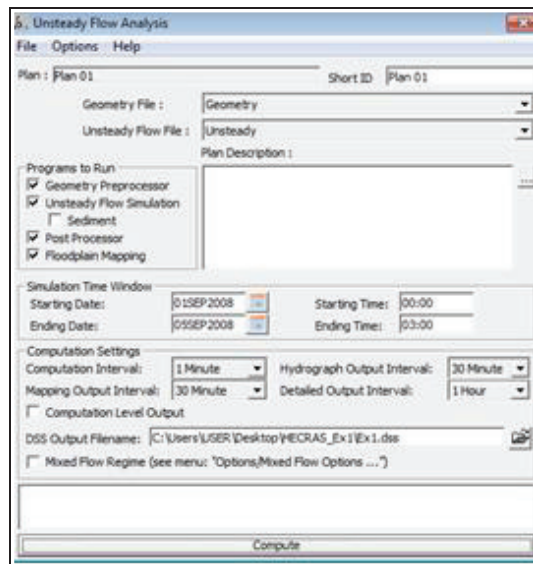 Unsteady Flow Analysis
File Options Help
Plan : Plan 01 Short ID Plan 01
Geometry File : Geometry
Unsteady Flow File : Unsteady
Plan Description :
Programs to Run
Geometry Preprocessor
Unsteady Flow Simulation
Sediment
Post Processor
Floodplain Mapping
...
Simulation Time Window
Starting Date: 01SEP2008 Starting Time: 00:00
Ending Date: 05SEP2008 Ending Time: 03:00
Computation Settings
Computation Interval: 1 Minute Hydrograph Output Interval: 30 Minute
Mapping Output Interval: 30 Minute Detailed Output Interval: 1 Hour
Computation Level Output
DSS Output Filename: C:\Users\USER\Desktop\HECRAS_Ex1\Ex1.dss
Mixed Flow Regime (see menu: "Options/Mixed Flow Options ...")
Compute